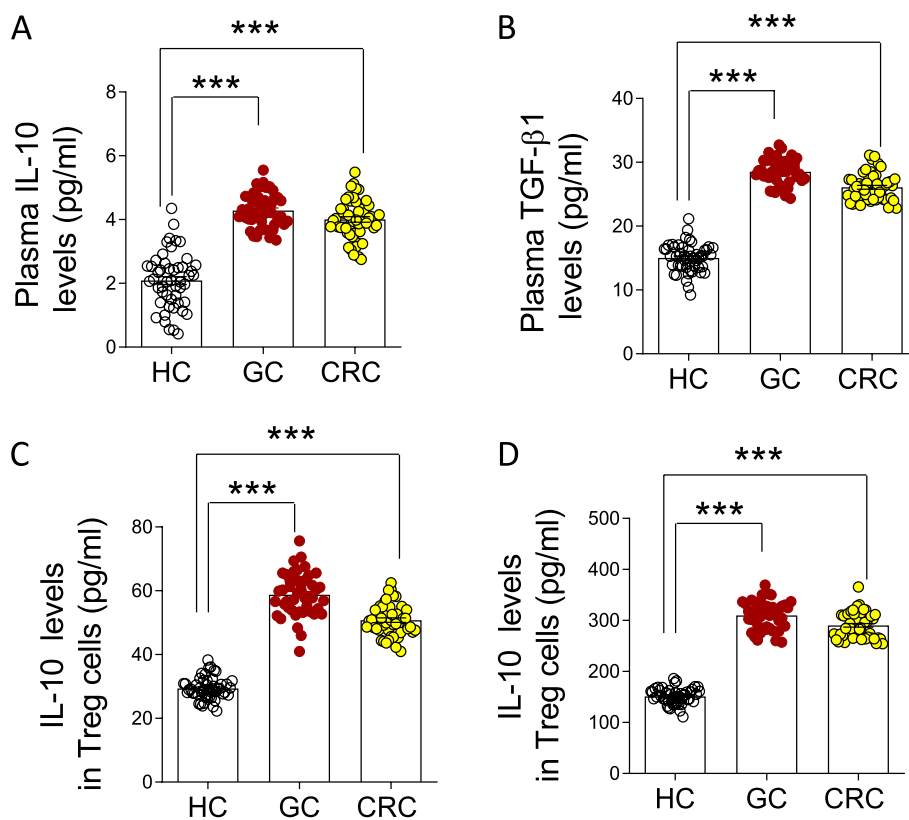 A
***
***
Plasma IL-10
levels (pg/ml)
8
6
4
2
0
HC GC CRC
B
***
***
Plasma TGF-β1
levels (pg/ml)
40
30
20
10
0
HC GC CRC
C
***
***
IL-10 levels
in Treg cells (pg/ml)
80
60
40
20
0
HC GC CRC
D
***
***
IL-10 levels
in Treg cells (pg/ml)
500
400
300
200
100
0
HC GC CRC